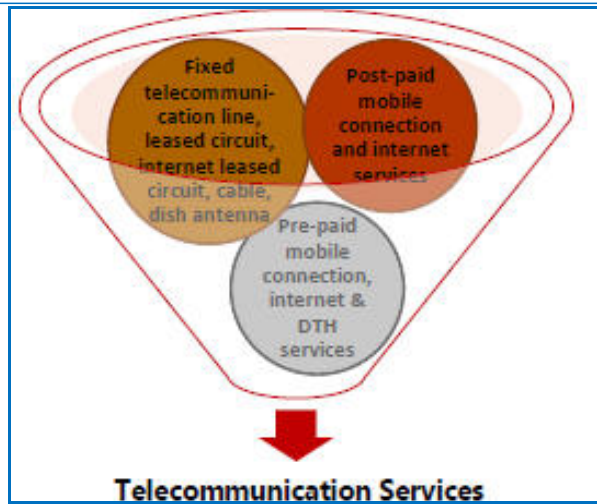 Fixed
telecommuni-
cation line,
leased circuit,
internet leased
circuit, cable,
dish antenna
Post-paid
mobile
connection
and internet
services
Pre-paid
mobile
connection,
internet &
DTH
services
Telecommunication Services